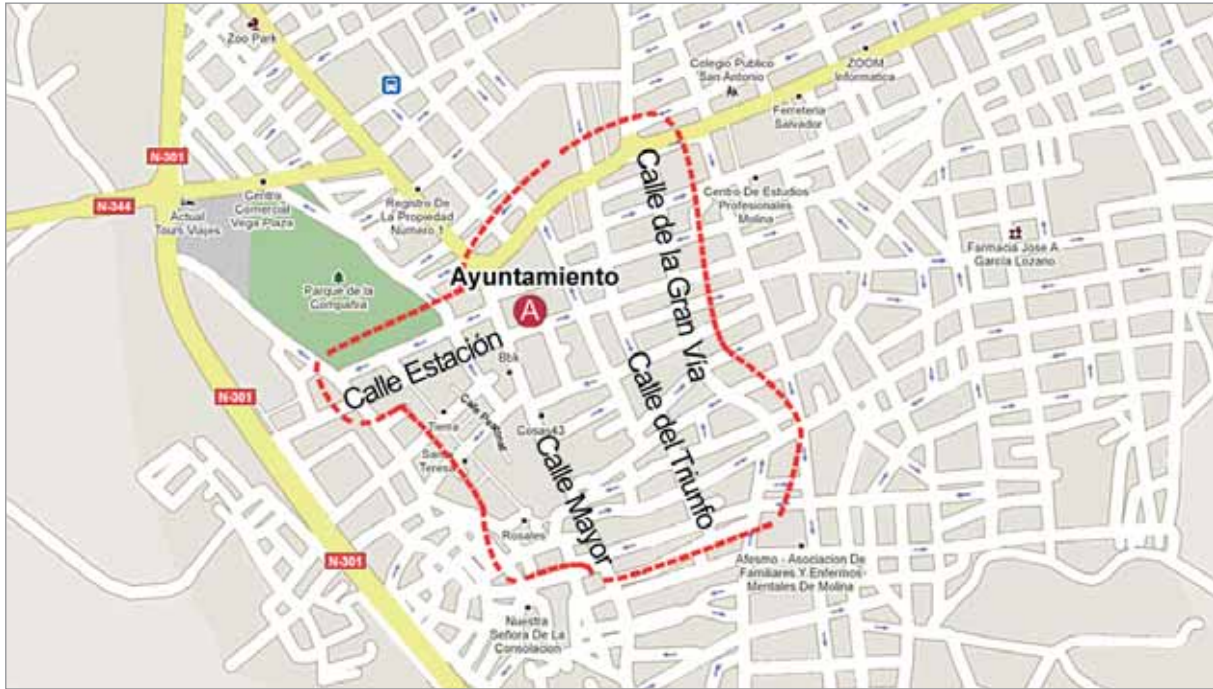 Zoo Park
Colegio Publico
San Antonio
ZOOM
Informatica
Ferreteria
Salvador
N-301
N-344
Actual
Tours Viajes
Centro
Comercial
Vega Plaza
Registro De
La Propiedad
Numero 1
Calle de la Gran Vía
Centro De Estudios
Profesionales
Molina
Farmacia Jose A
García Lozano
Parque de la
Compañia
Ayuntamiento
A
Calle Estación
Bbk
N-301
Calle del Triunfo
Tierra
Cosas43
Santa
Teresa
Calle Mayor
Rosales
N-301
Afesmo - Asociacion De
Familiares Y Enfermos
Mentales De Molina
Nuestra
Señora De La
Consolacion